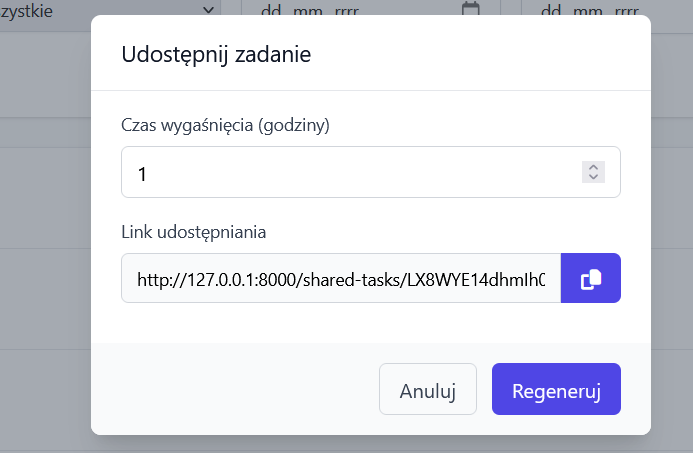 zystkie
dd.mm.rrrr
dd.mm.rrrr
Udostępnij zadanie
Czas wygaśnięcia (godziny)
1
Link udostępniania
http://127.0.0.1:8000/shared-tasks/LX8WYE14dhmIh0
Anuluj
Regeneruj